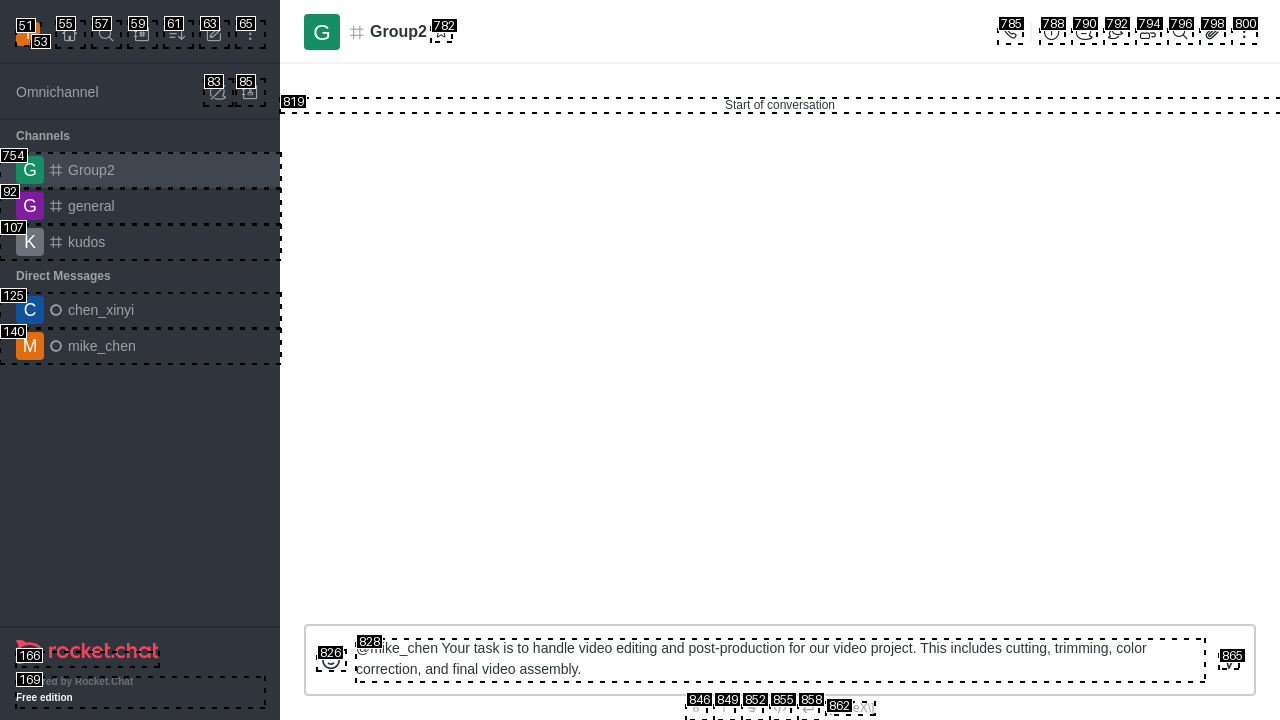 51
53
55
57
59
61
63
65
G
Group2
782
785
788
790
792
794
796
798
800
Omnichannel
83
85
819
Start of conversation
Channels
754
G
Group2
92
G
general
107
K
kudos
Direct Messages
125
C
chen_xinyi
140
M
mike_chen
828
@mike_chen Your task is to handle video editing and post-production for our video project. This includes cutting, trimming, color
correction, and final video assembly.
826
865
rocket.chat
166
169
ed by Rocket.Chat
Free edition
846
849
852
855
858
862